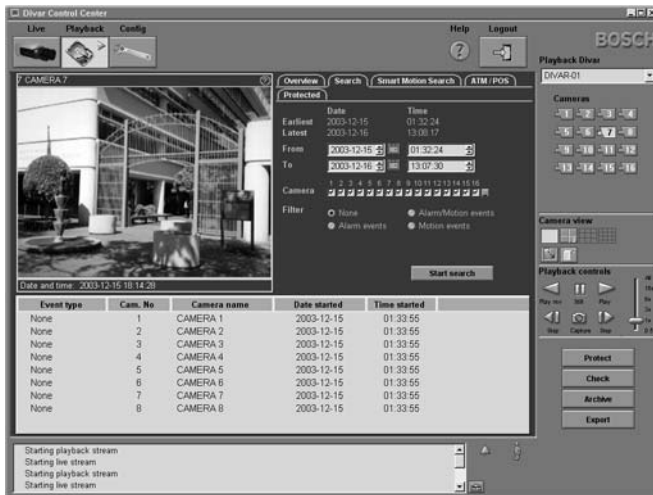 Divar Control Center
Live Playback Config Help Logout
BOSCH
Playback Divar
DIVAR-01
7 CAMERA 7
Overview Search Smart Motion Search ATM / POS
Protected
Date Time
Earliest 2003-12-15 01:32:24
Latest 2003-12-16 13:08:17
From 2003-12-15 01:32:24
To 2003-12-16 13:07:30
1 2 3 4 5 6 7 8 9 10 11 12 13 14 15 16
Camera
Filter None Alarm/Motion events
Alarm events Motion events
Start search
Date and time: 2003-12-15 18:14:28
Cameras
1 2 3 4
5 6 7 8
9 10 11 12
13 14 15 16
Camera view
Playback controls
Play rev Still Play
Step Capture Step
Event type Cam. No Camera name Date started Time started
None 1 CAMERA 1 2003-12-15 01:33:55
None 2 CAMERA 2 2003-12-15 01:33:55
None 3 CAMERA 3 2003-12-15 01:33:55
None 4 CAMERA 4 2003-12-15 01:33:55
None 5 CAMERA 5 2003-12-15 01:33:55
None 6 CAMERA 6 2003-12-15 01:33:55
None 7 CAMERA 7 2003-12-15 01:33:55
None 8 CAMERA 8 2003-12-15 01:33:55
Protect
Check
Archive
Export
Starting playback stream
Starting live stream
Starting playback stream
Starting live stream